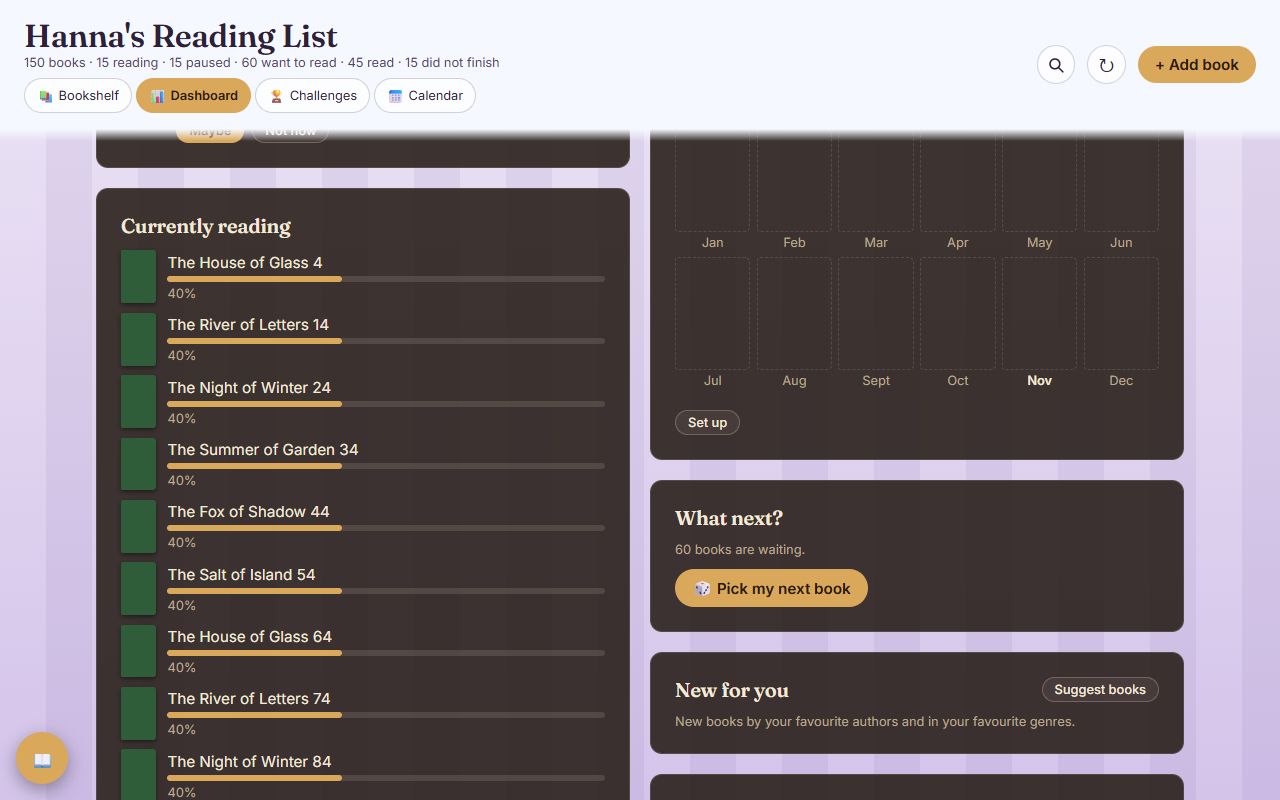 Hanna's Reading List
150 books · 15 reading · 15 paused · 60 want to read · 45 read · 15 did not finish
Bookshelf
Dashboard
Challenges
Calendar
+ Add book
Maybe
Not now
Currently reading
The House of Glass 4
40%
The River of Letters 14
40%
The Night of Winter 24
40%
The Summer of Garden 34
40%
The Fox of Shadow 44
40%
The Salt of Island 54
40%
The House of Glass 64
40%
The River of Letters 74
40%
The Night of Winter 84
40%
Jan Feb Mar Apr May Jun
Jul Aug Sept Oct Nov Dec
Set up
What next?
60 books are waiting.
Pick my next book
New for you
Suggest books
New books by your favourite authors and in your favourite genres.